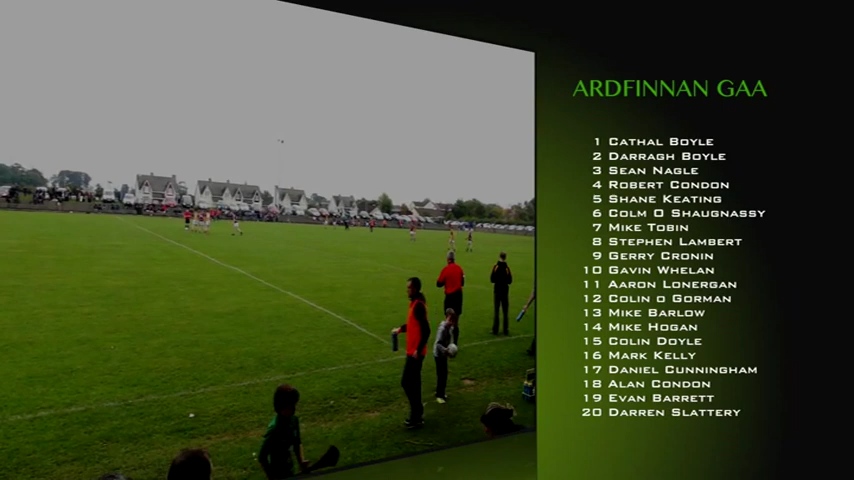 ARDFINNAN GAA
1 CATHAL BOYLE
2 DARRAGH BOYLE
3 SEAN NAGLE
4 ROBERT CONDON
5 SHANE KEATING
6 COLM O SHAUGNASSY
7 MIKE TOBIN
8 STEPHEN LAMBERT
9 GERRY CRONIN
10 GAVIN WHELAN
11 AARON LONERGAN
12 COLIN O GORMAN
13 MIKE BARLOW
14 MIKE HOGAN
15 COLIN DOYLE
16 MARK KELLY
17 DANIEL CUNNINGHAM
18 ALAN CONDON
19 EVAN BARRETT
20 DARREN SLATTERY